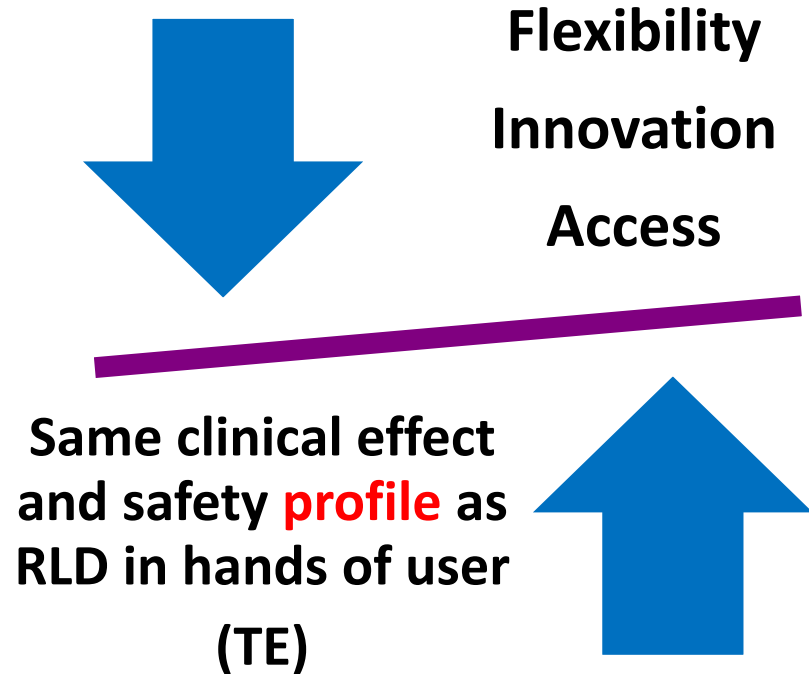 Flexibility
Innovation
Access
Same clinical effect
and safety profile as
RLD in hands of user
(TE)